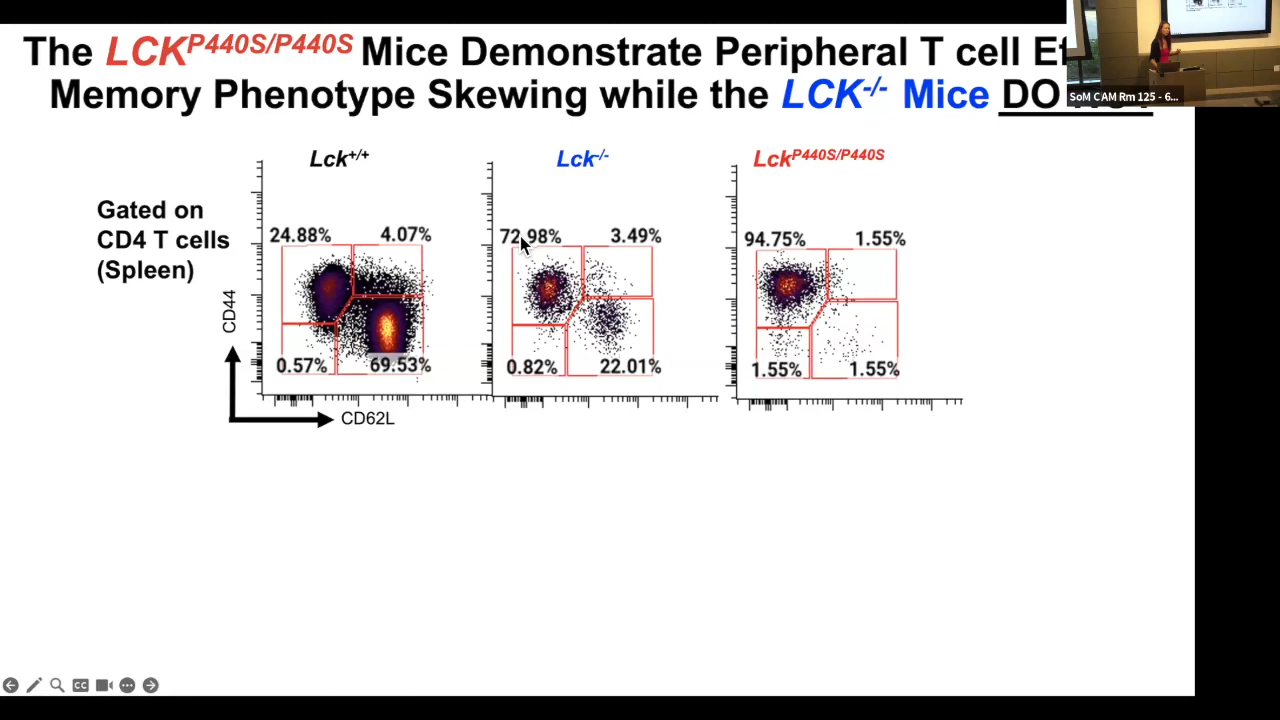 The LCKP440S/P440S Mice Demonstrate Peripheral T cell
Memory Phenotype Skewing while the LCK-/- Mice DO
SoM CAM Rm 125 - 6...
Lck+/+
Lck-/-
LckP440S/P440S
Gated on
CD4 T cells
(Spleen)
24.88% 4.07%
0.57% 69.53%
72.98% 3.49%
0.82% 22.01%
94.75% 1.55%
1.55% 1.55%
CD44
CD62L
CC